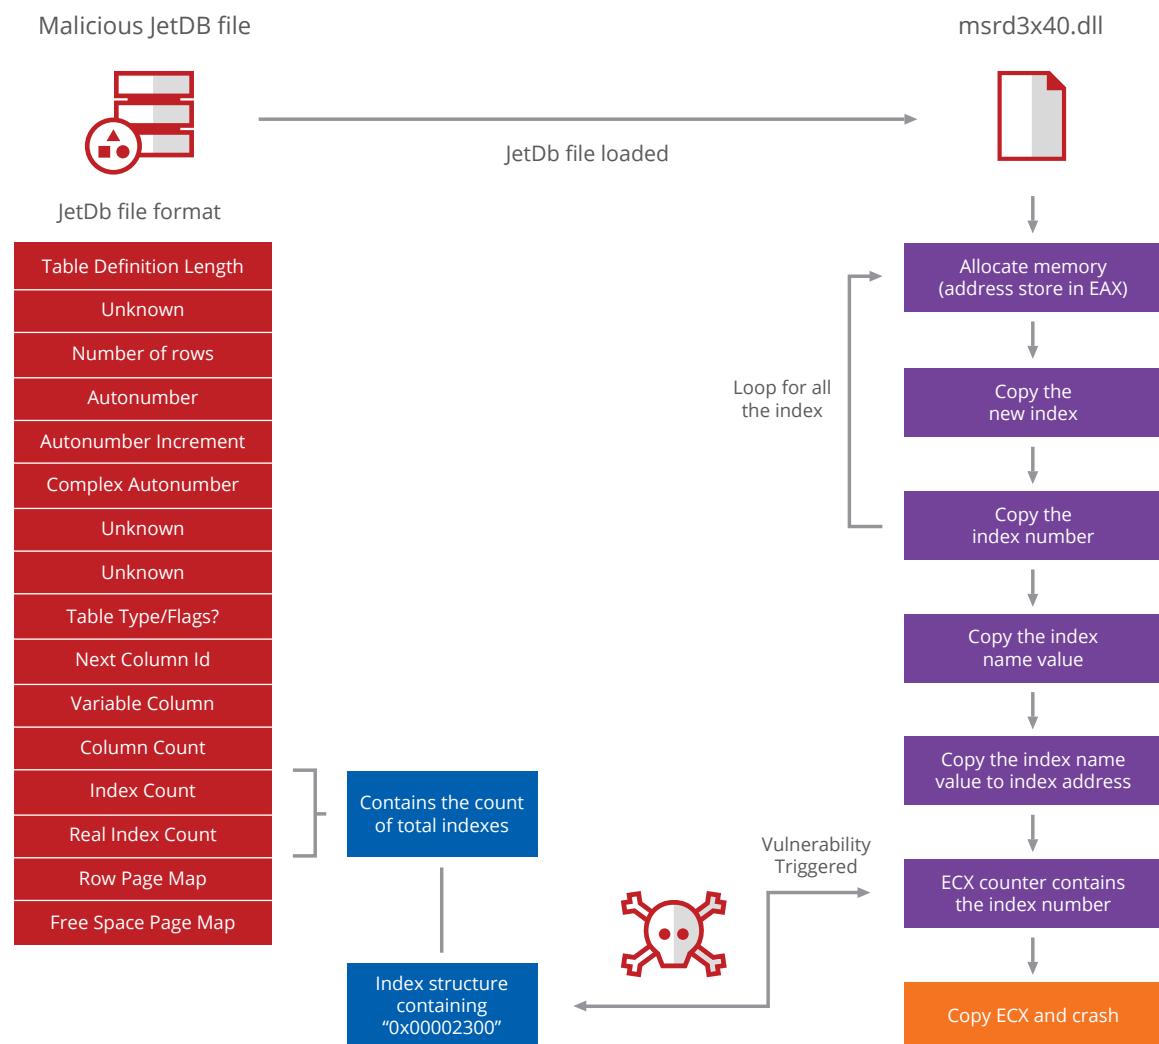 Malicious JetDB file
msrd3x40.dll
JetDb file loaded
JetDb file format
Table Definition Length
Unknown
Number of rows
Autonumber
Autonumber Increment
Complex Autonumber
Unknown
Unknown
Table Type/Flags?
Next Column Id
Variable Column
Column Count
Index Count
Real Index Count
Row Page Map
Free Space Page Map
Contains the count
of total indexes
Index structure
containing
“0x00002300”
Vulnerability
Triggered
Loop for all
the index
Allocate memory
(address store in EAX)
Copy the
new index
Copy the
index number
Copy the index
name value
Copy the index name
value to index address
ECX counter contains
the index number
Copy ECX and crash